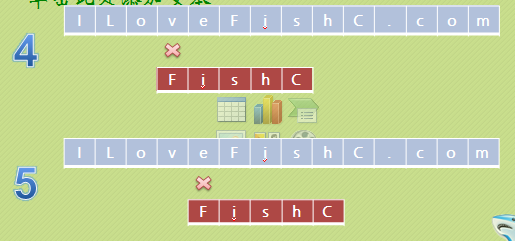 4
I L o v e F i s h C . c o m
F i s h C
5
I L o v e F i s h C . c o m
F i s h C